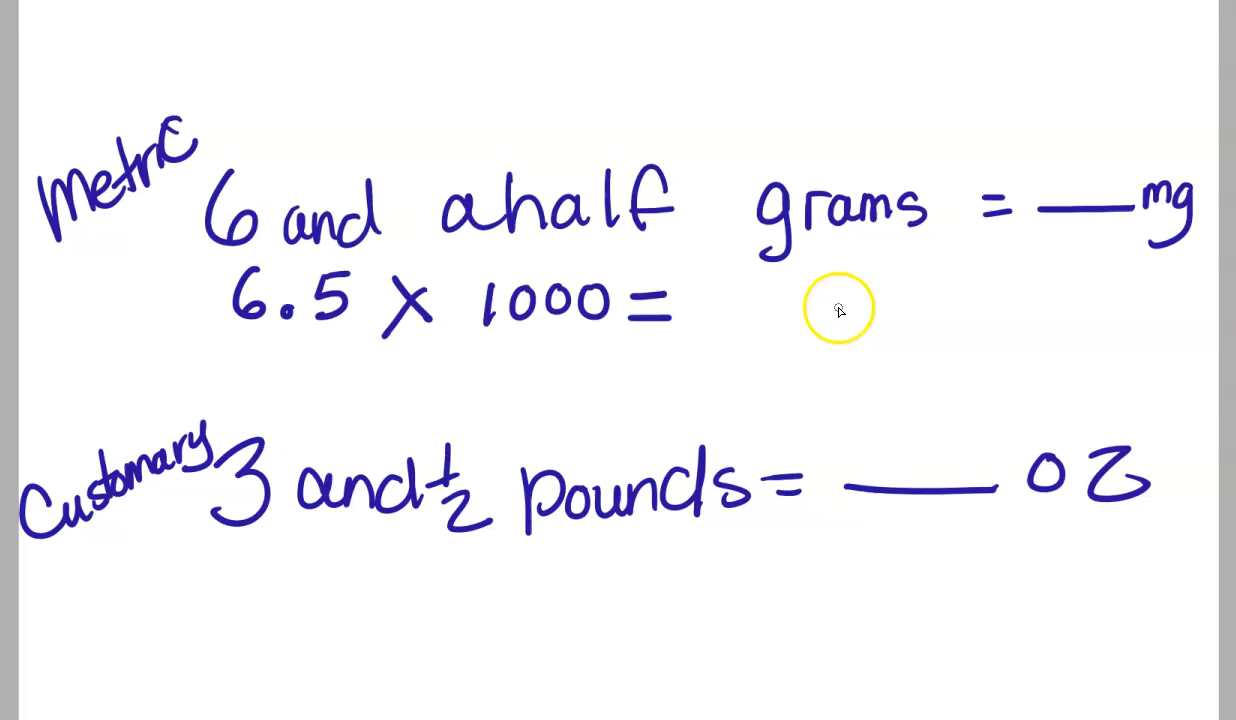 Metric
6 and a half grams = ___ mg
6.5 x 1000 =
Customary
3 and 1/2 pounds = ___ oz